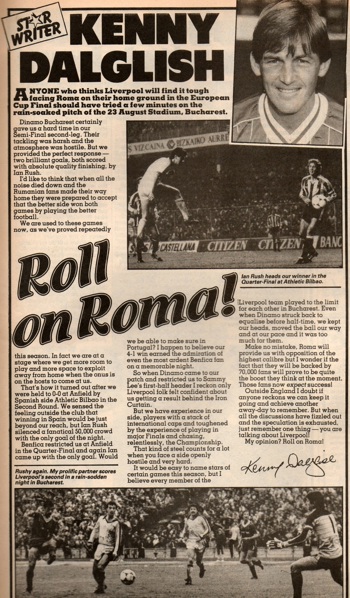 STAR
WRITER
KENNY
DALGLISH
ANYONE who thinks Liverpool will find it tough
facing Roma on their home ground in the European
Cup Final should have tried a few minutes on the
rain-soaked pitch of the 23 August Stadium, Bucharest.
Dinamo Bucharest certainly
gave us a hard time in our
Semi-Final second-leg. Their
tackling was harsh and the
atmosphere was hostile. But we
provided the perfect response —
two brilliant goals, both scored
with absolute quality finishing, by
Ian Rush.
I'd like to think that when all the
noise died down and the
Rumanian fans made their way
home they were prepared to accept
that the better side won both
games by playing the better
football.
We are used to these games
now, as we've proved repeatedly
S VIZCAINA
VIZKAINO AURRE
CASTELLANA
CITIZEN
CITIZEN
BANC
Ian Rush heads our winner in the
Quarter-Final at Athletic Bilbao.
Roll
on Roma!
this season. In fact we are at a
stage where we get more room to
play and more space to exploit
away from home when the onus is
on the hosts to come at us.
That's how it turned out after we
were held to 0-0 at Anfield by
Spanish side Athletic Bilbao in the
Second Round. We sensed the
feeling outside the club that
winning in Spain would be just
beyond our reach, but Ian Rush
silenced a fanatical 50,000 crowd
with the only goal of the night.
Benfica restricted us at Anfield
in the Quarter-Final and again Ian
came up with the only goal. Would
Rushy again. My prolific partner scores
Liverpool's second in a rain-sodden
night in Bucharest.
we be able to make sure in
Portugal? I happen to believe our
4-1 win earned the admiration of
even the most ardent Benfica fan
on a memorable night.
So when Dinamo came to our
patch and restricted us to Sammy
Lee's first-half header I reckon only
Liverpool folk felt confident about
us getting a result behind the Iron
Curtain.
But we have experience in our
side, players with a stack of
international caps and toughened
by the experience of playing in
major Finals and chasing,
relentlessly, the Championship.
That kind of steel counts for a lot
when you face a side openly
hostile and very hard.
It would be easy to name stars of
certain games this season, but I
believe every member of the
Liverpool team played to the limit
for each other in Bucharest. Even
when Dinamo struck back to
equalise before half-time, we kept
our heads, moved the ball our way
and at our pace and it was too
much for them.
Make no mistake, Roma will
provide us with opposition of the
highest calibre but I wonder if the
fact that they will be backed by
70,000 fans will prove to be quite
the boost they think at the moment.
Those fans now expect success!
Outside Liverpool I doubt if
anyone reckons we can keep it
going and achieve another
away-day to remember. But when
all the discussions have fizzled out
and the speculation is exhausted,
just remember one thing — you are
talking about Liverpool!
My opinion? Roll on Roma!
Kenny Dalglish